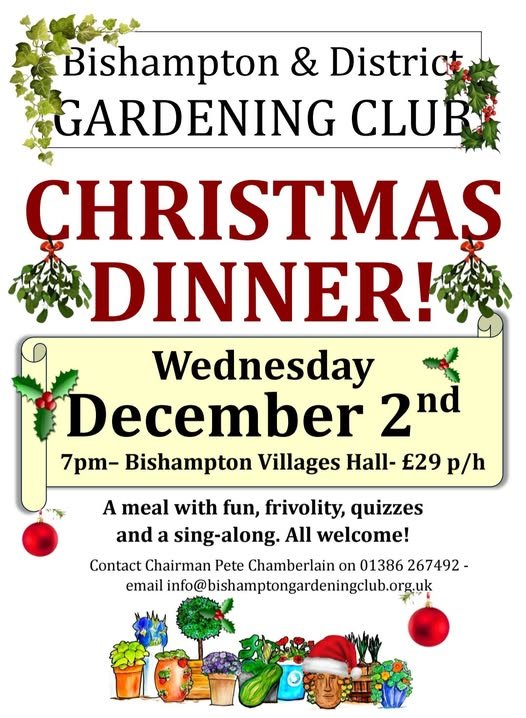 Bishampton & District
GARDENING CLUB
CHRISTMAS
DINNER!
Wednesday
December 2nd
7pm– Bishampton Villages Hall- £29 p/h
A meal with fun, frivolity, quizzes
and a sing-along. All welcome!
Contact Chairman Pete Chamberlain on 01386 267492 -
email info@bishamptongardeningclub.org.uk